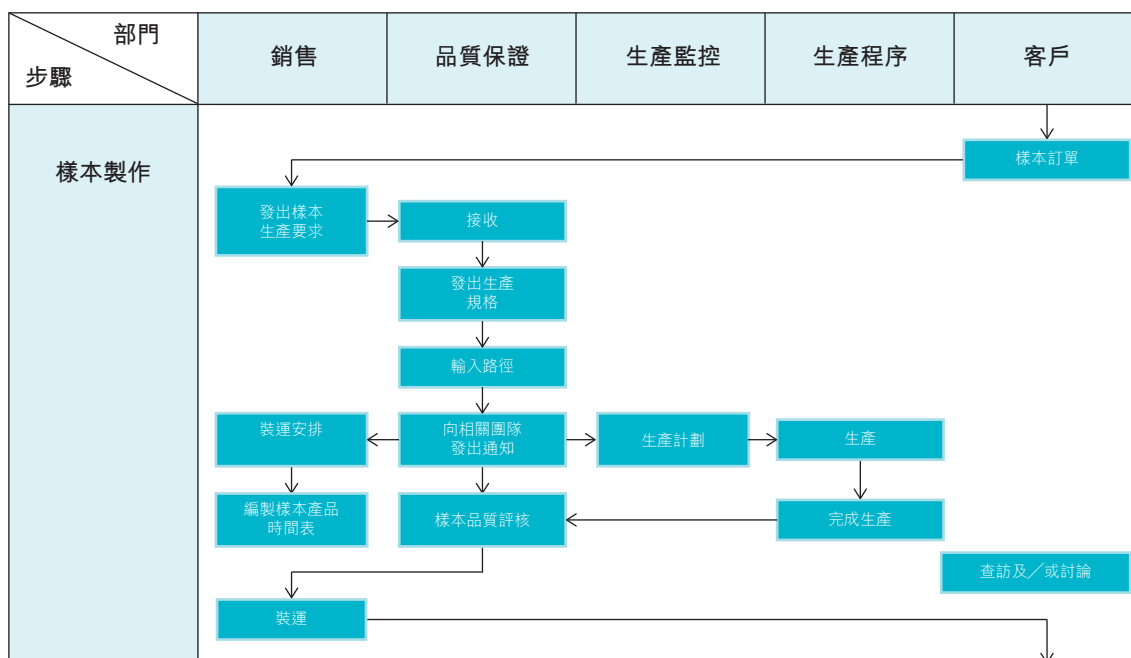 部門
步驟
銷售
品質保證
生產監控
生產程序
客戶
樣本製作
樣本訂單
發出樣本
生產要求
接收
發出生產
規格
輸入路徑
裝運安排
向相關團隊
發出通知
生產計劃
生產
編製樣本產品
時間表
樣本品質評核
完成生產
查訪及／或討論
裝運